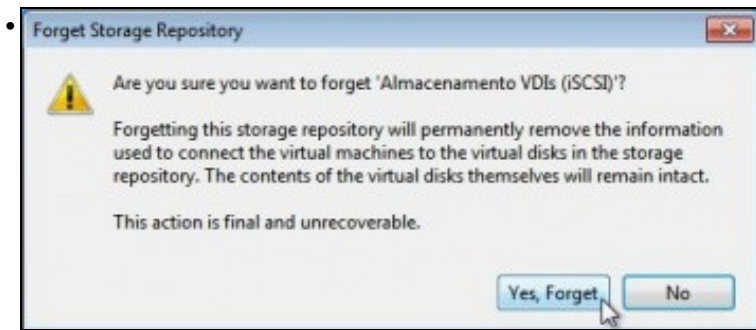 Forget Storage Repository
Are you sure you want to forget 'Almacenamento VDIs (iSCSI)'?
Forgetting this storage repository will permanently remove the information
used to connect the virtual machines to the virtual disks in the storage
repository. The contents of the virtual disks themselves will remain intact.
This action is final and unrecoverable.
Yes, Forget No